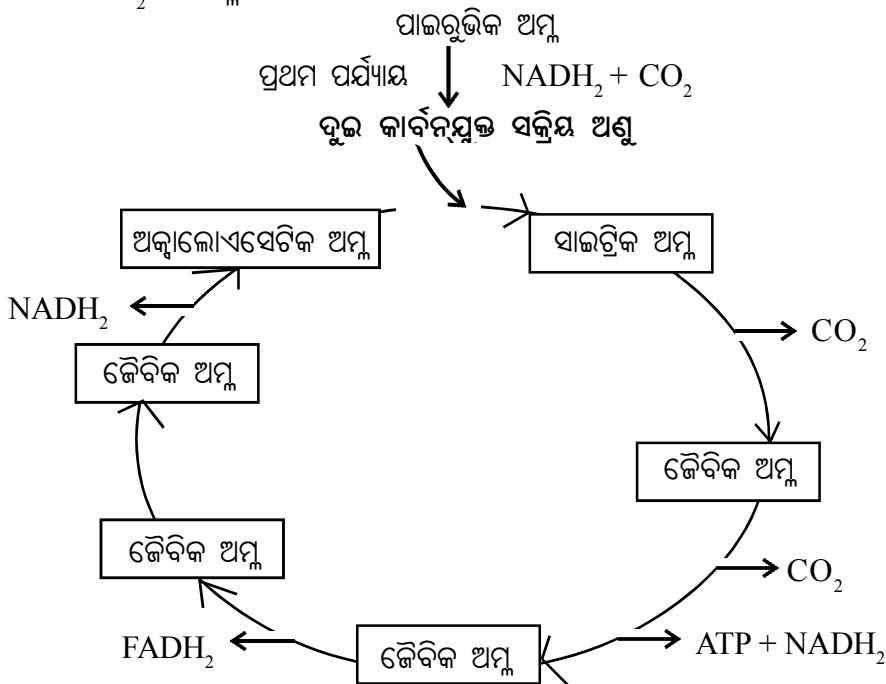 ପାଇରୁଭିକ ଅମ୍ଳ
ପ୍ରଥମ ପର୍ଯ୍ୟାୟ NADH₂ + CO₂
ଦୁଇ କାର୍ବନ୍‌ଯୁକ୍ତ ସକ୍ରିୟ ଅଣୁ
ଅକ୍ସାଲୋଏସେଟିକ ଅମ୍ଳ
ସାଇଟ୍ରିକ ଅମ୍ଳ
NADH₂
CO₂
ଜୈବିକ ଅମ୍ଳ
ଜୈବିକ ଅମ୍ଳ
ଜୈବିକ ଅମ୍ଳ
CO₂
FADH₂
ଜୈବିକ ଅମ୍ଳ
ATP + NADH₂